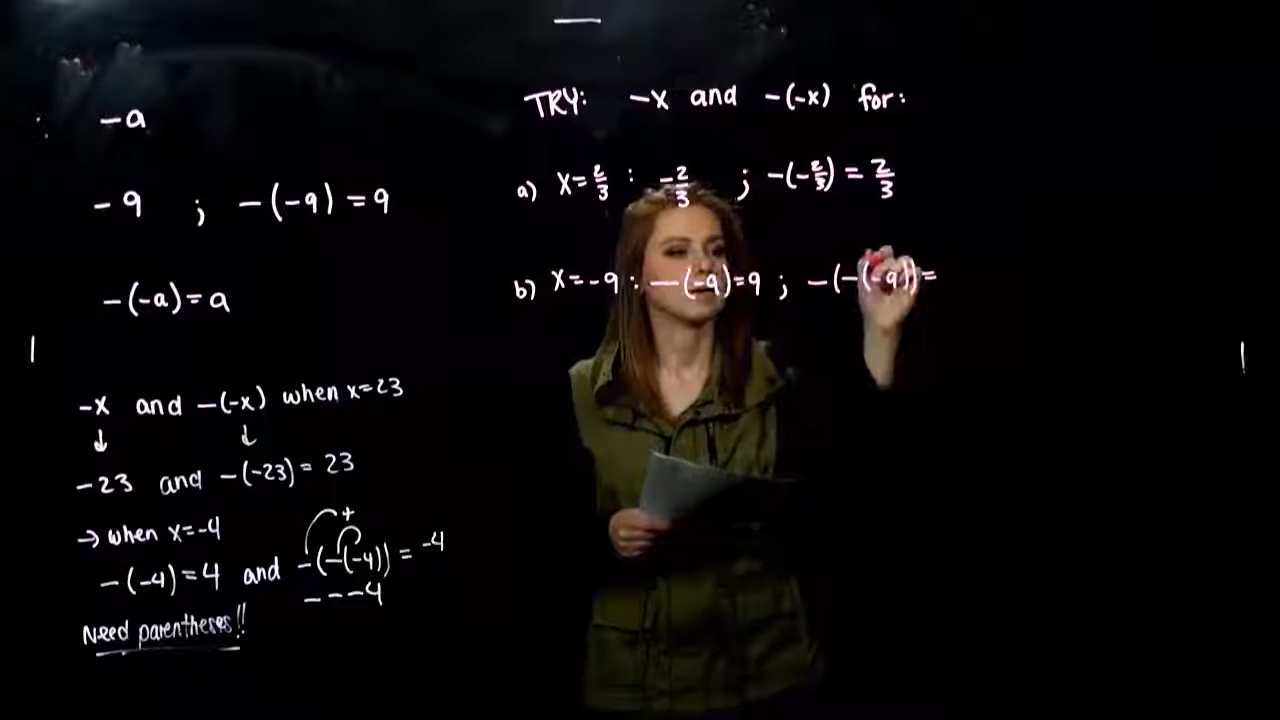 -a
- 9 ; -(-9) = 9
-(-a) = a
-x and -(-x) when x=23
↓ ↓
-23 and -(-23) = 23
→ when x=-4
+
-(-4) = 4 and -(-(-4)) = -4
- - -4
Need parentheses!!
TRY: -x and -(-x) for:
a) x=2/3 : -2/3 ; -(-2/3) = 2/3
b) x=-9 : -(-9)=9 ; -(-(-9))=